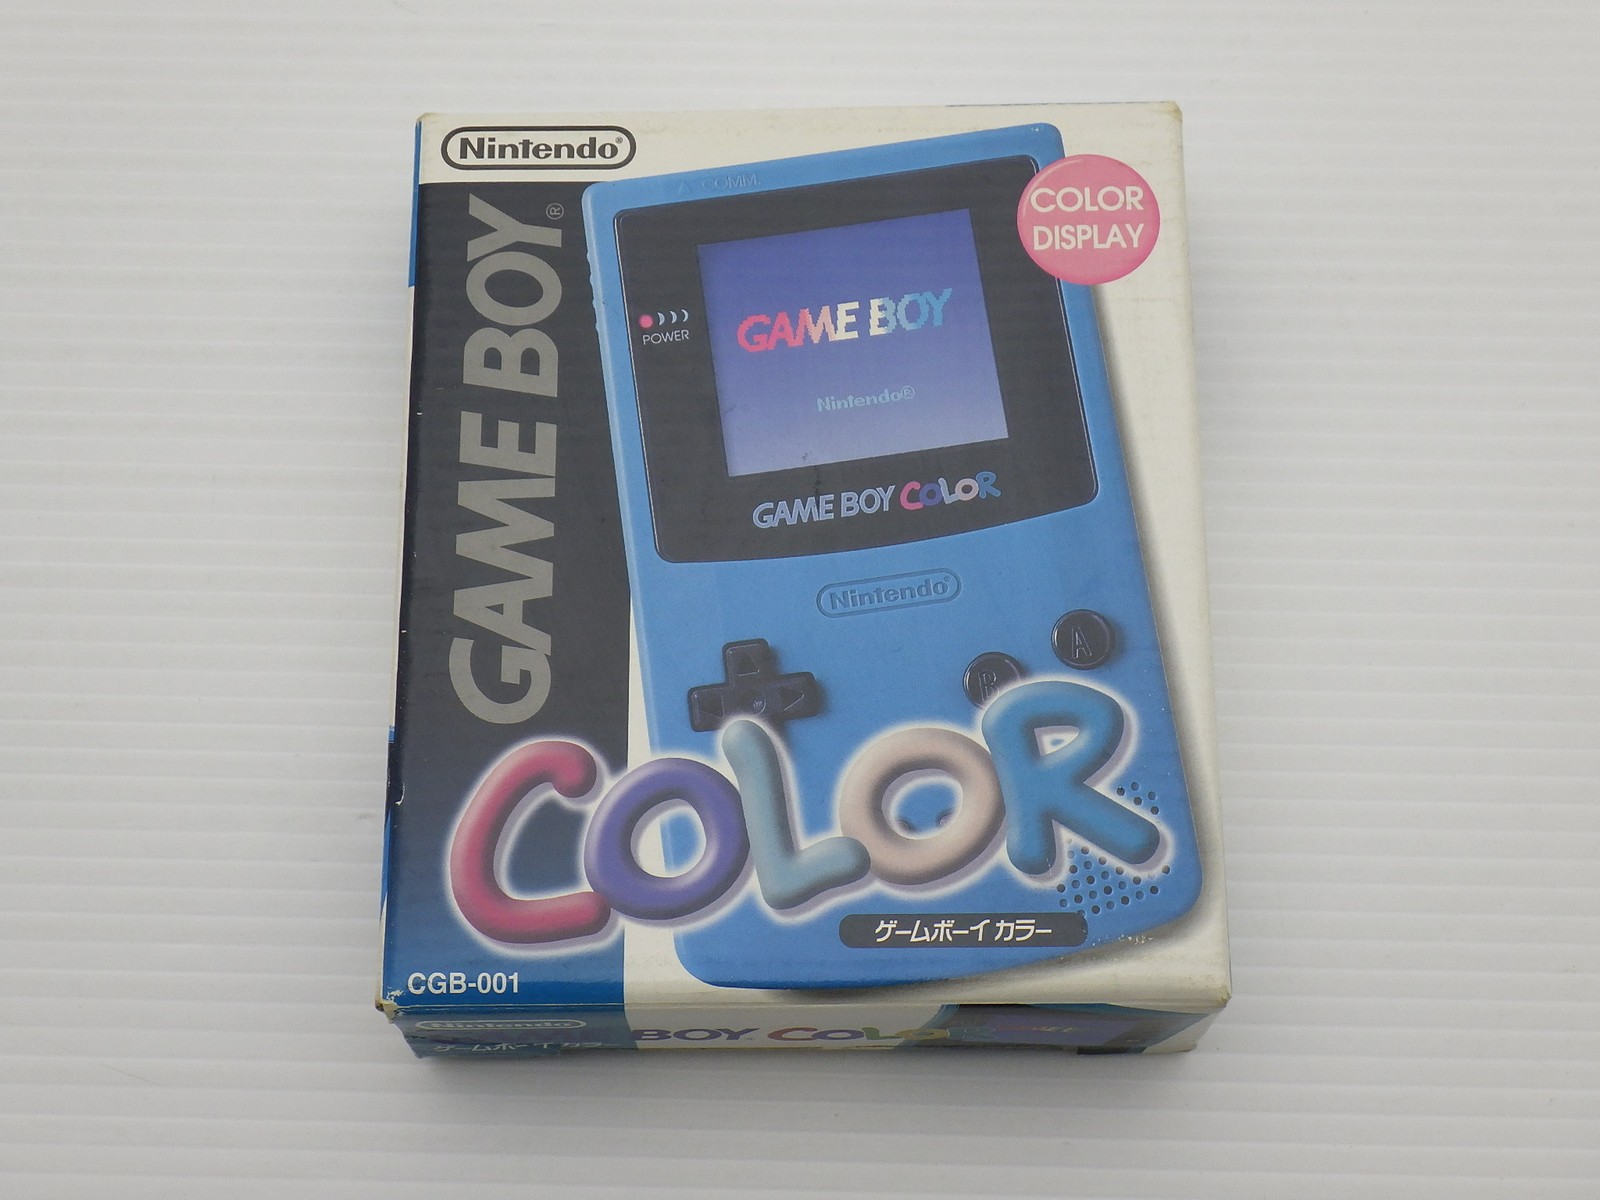 Nintendo®
GAME BOY®
COMM.
COLOR
DISPLAY
POWER
GAME BOY
Nintendo®
GAME BOY COLOR
Nintendo®
A
B
COLOR
ゲームボーイ カラー
CGB-001
Nintendo
ゲームボーイ カラー
BOY COLOR